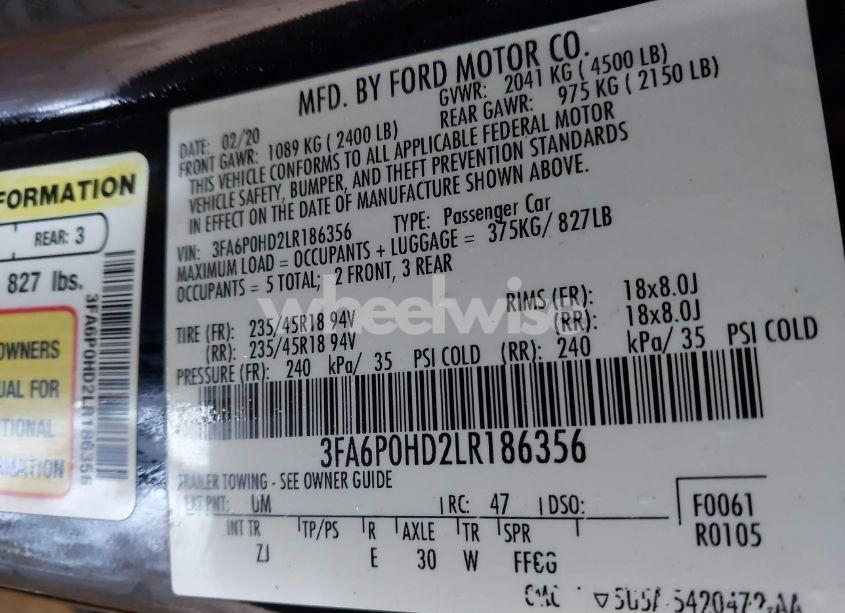 FORMATION
REAR: 3
827 lbs.
3FA6P0HD2LR186356
OWNERS
UAL FOR
TIONAL
RMATION
MFD. BY FORD MOTOR CO.
DATE: 02/20 GVWR: 2041 KG ( 4500 LB)
FRONT GAWR: 1089 KG ( 2400 LB) REAR GAWR: 975 KG ( 2150 LB)
THIS VEHICLE CONFORMS TO ALL APPLICABLE FEDERAL MOTOR
VEHICLE SAFETY, BUMPER, AND THEFT PREVENTION STANDARDS
IN EFFECT ON THE DATE OF MANUFACTURE SHOWN ABOVE.
VIN: 3FA6P0HD2LR186356 TYPE: Passenger Car
MAXIMUM LOAD = OCCUPANTS + LUGGAGE = 375KG/ 827LB
OCCUPANTS = 5 TOTAL; 2 FRONT, 3 REAR
wheelwise
TIRE (FR): 235/45R18 94V RIMS (FR): 18x8.0J
(RR): 235/45R18 94V (RR): 18x8.0J
PRESSURE (FR): 240 kPa/ 35 PSI COLD (RR): 240 kPa/ 35 PSI COLD
3FA6P0HD2LR186356
TRAILER TOWING - SEE OWNER GUIDE
EXT PNT: UM RC: 47 DSO: F0061
INT TR TP/PS R AXLE TR SPR R0105
ZJ E 30 W FFCG